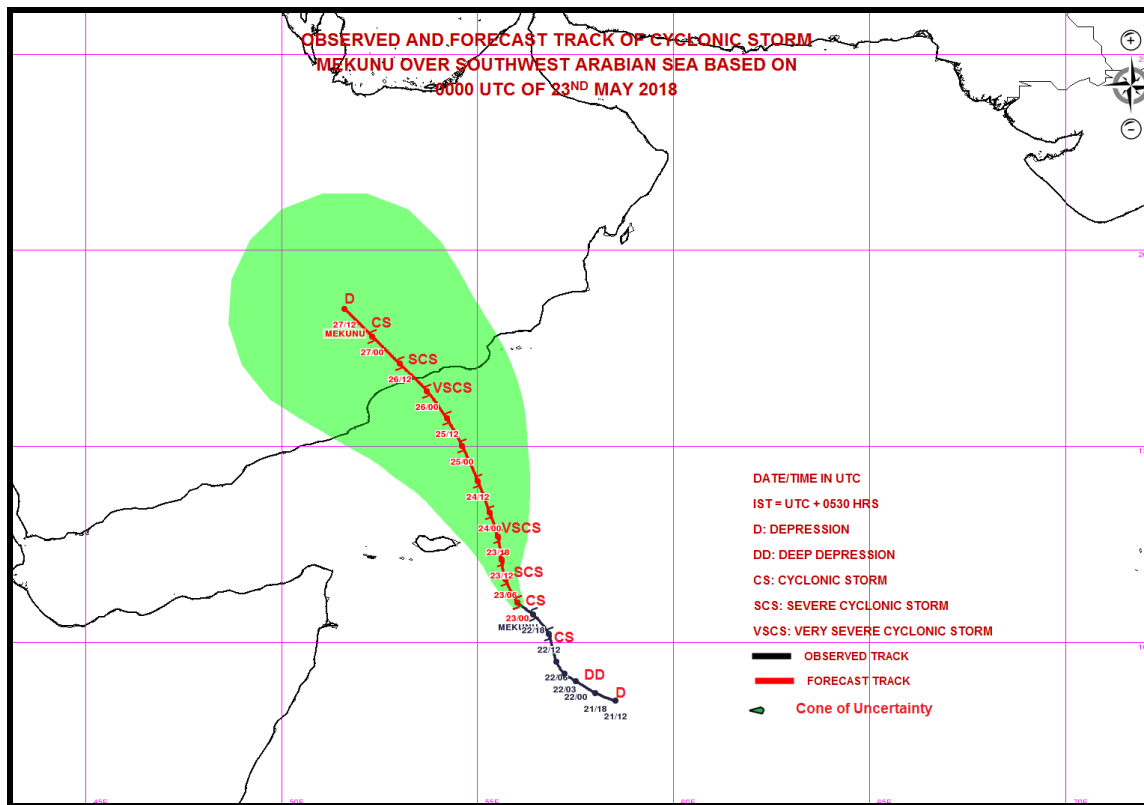 OBSERVED AND FORECAST TRACK OF CYCLONIC STORM
MEKUNU OVER SOUTHWEST ARABIAN SEA BASED ON
0000 UTC OF 23ND MAY 2018
D
27/12
MEKUNU
CS
27/00
SCS
26/12
VSCS
26/00
25/12
25/00
24/12
24/00
VSCS
23/18
23/12
SCS
23/06
CS
23/00
MEKUNU
22/18
CS
22/12
22/06
22/03
DD
22/00
21/18
D
21/12
DATE/TIME IN UTC
IST = UTC + 0530 HRS
D: DEPRESSION
DD: DEEP DEPRESSION
CS: CYCLONIC STORM
SCS: SEVERE CYCLONIC STORM
VSCS: VERY SEVERE CYCLONIC STORM
OBSERVED TRACK
FORECAST TRACK
Cone of Uncertainty